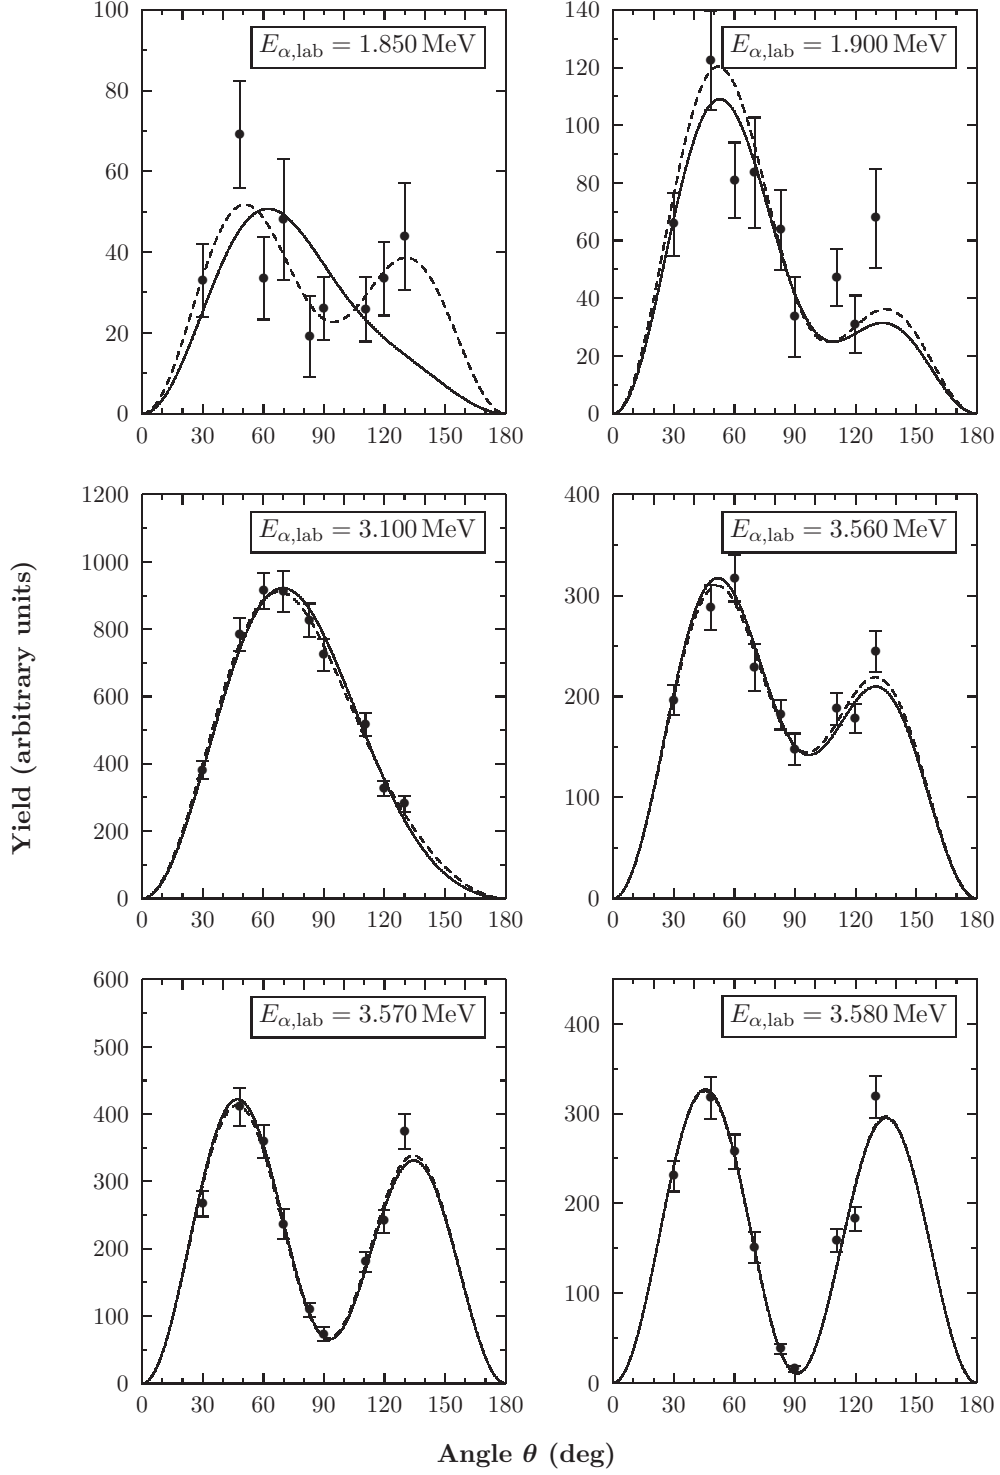 100
80
60
40
20
0
0 30 60 90 120 150 180
E_{α,lab} = 1.850 MeV
140
120
100
80
60
40
20
0
0 30 60 90 120 150 180
E_{α,lab} = 1.900 MeV
1200
1000
800
600
400
200
0
0 30 60 90 120 150 180
E_{α,lab} = 3.100 MeV
400
300
200
100
0
0 30 60 90 120 150 180
E_{α,lab} = 3.560 MeV
600
500
400
300
200
100
0
0 30 60 90 120 150 180
E_{α,lab} = 3.570 MeV
400
300
200
100
0
0 30 60 90 120 150 180
E_{α,lab} = 3.580 MeV
Yield (arbitrary units)
Angle θ (deg)